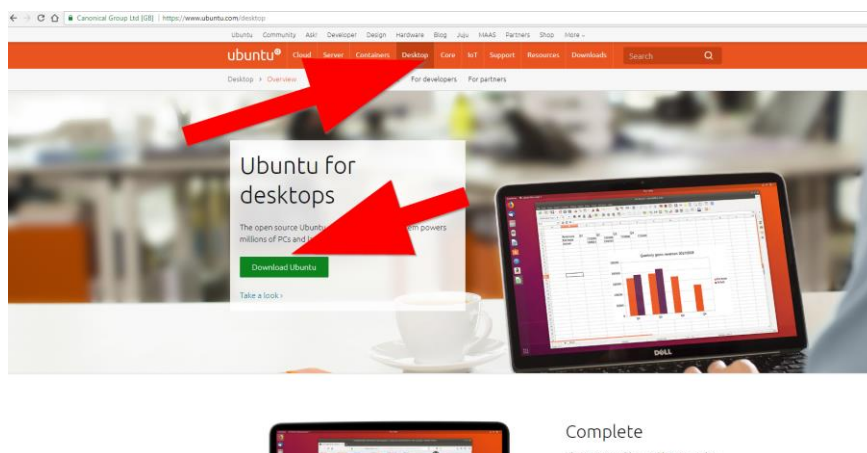 Canonical Group Ltd [GB] | https://www.ubuntu.com/desktop
Ubuntu Community Ask! Developer Design Hardware Blog Juju MAAS Partners Shop More
ubuntu® Cloud Server Containers Desktop Core IoT Support Resources Downloads Search
Desktop > Overview For developers For partners
Ubuntu for
desktops
The open source Ubuntu powers
millions of PCs and
Download Ubuntu
Take a look ›
DELL
Complete